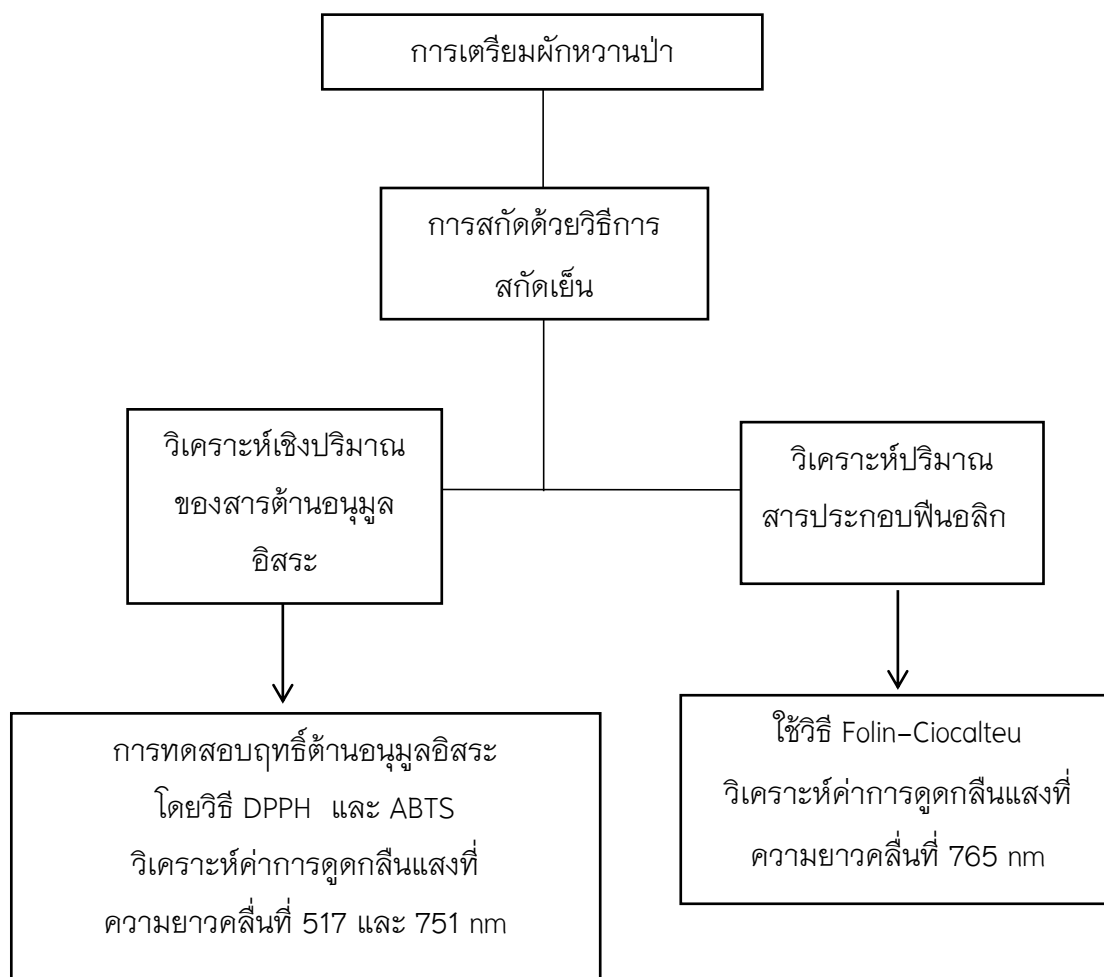 การเตรียมผักหวานป่า
การสกัดด้วยวิธีการ
สกัดเย็น
วิเคราะห์เชิงปริมาณ
ของสารต้านอนุมูล
อิสระ
วิเคราะห์ปริมาณ
สารประกอบฟีนอลิก
การทดสอบฤทธิ์ต้านอนุมูลอิสระ
โดยวิธี DPPH และ ABTS
วิเคราะห์ค่าการดูดกลืนแสงที่
ความยาวคลื่นที่ 517 และ 751 nm
ใช้วิธี Folin-Ciocalteu
วิเคราะห์ค่าการดูดกลืนแสงที่
ความยาวคลื่นที่ 765 nm